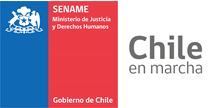 SENAME
Ministerio de Justicia
y Derechos Humanos
Gobierno de Chile
Chile
en marcha